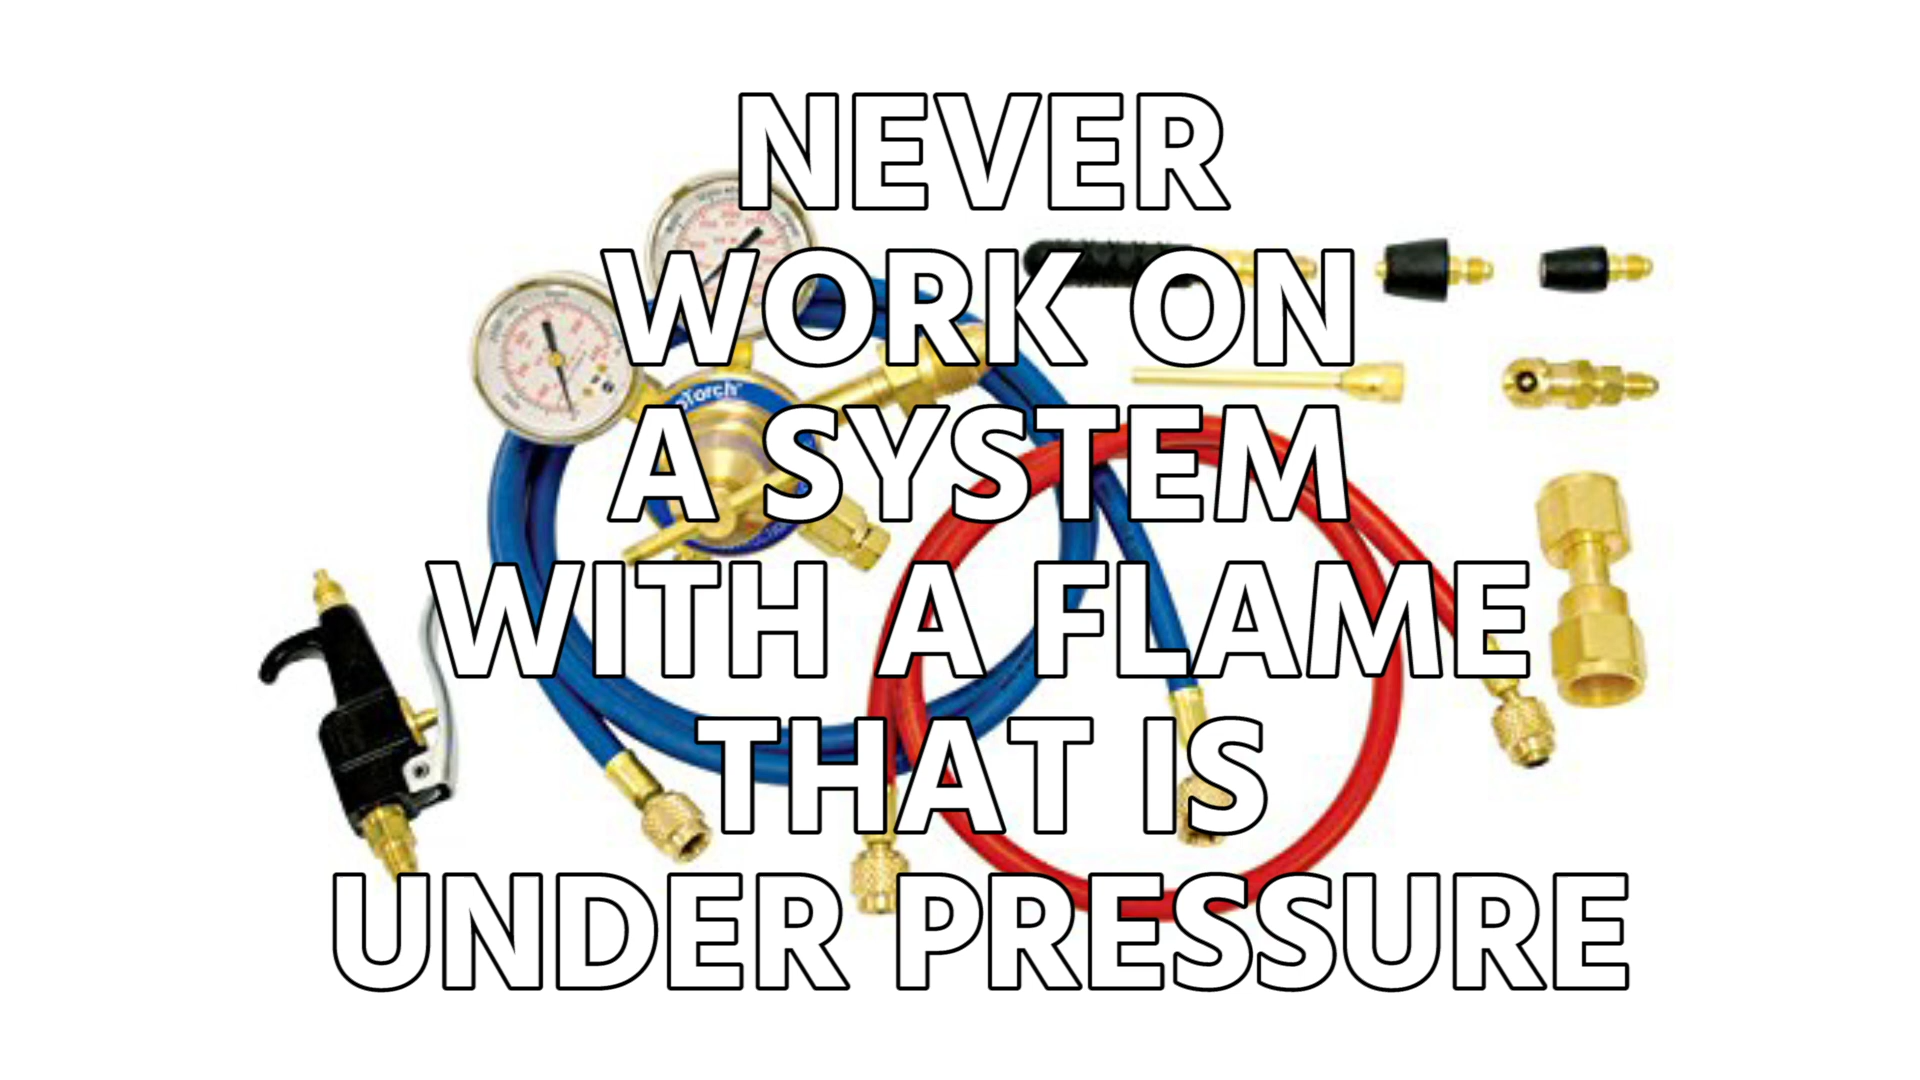 NEVER
WORK ON
A SYSTEM
WITH A FLAME
THAT IS
UNDER PRESSURE